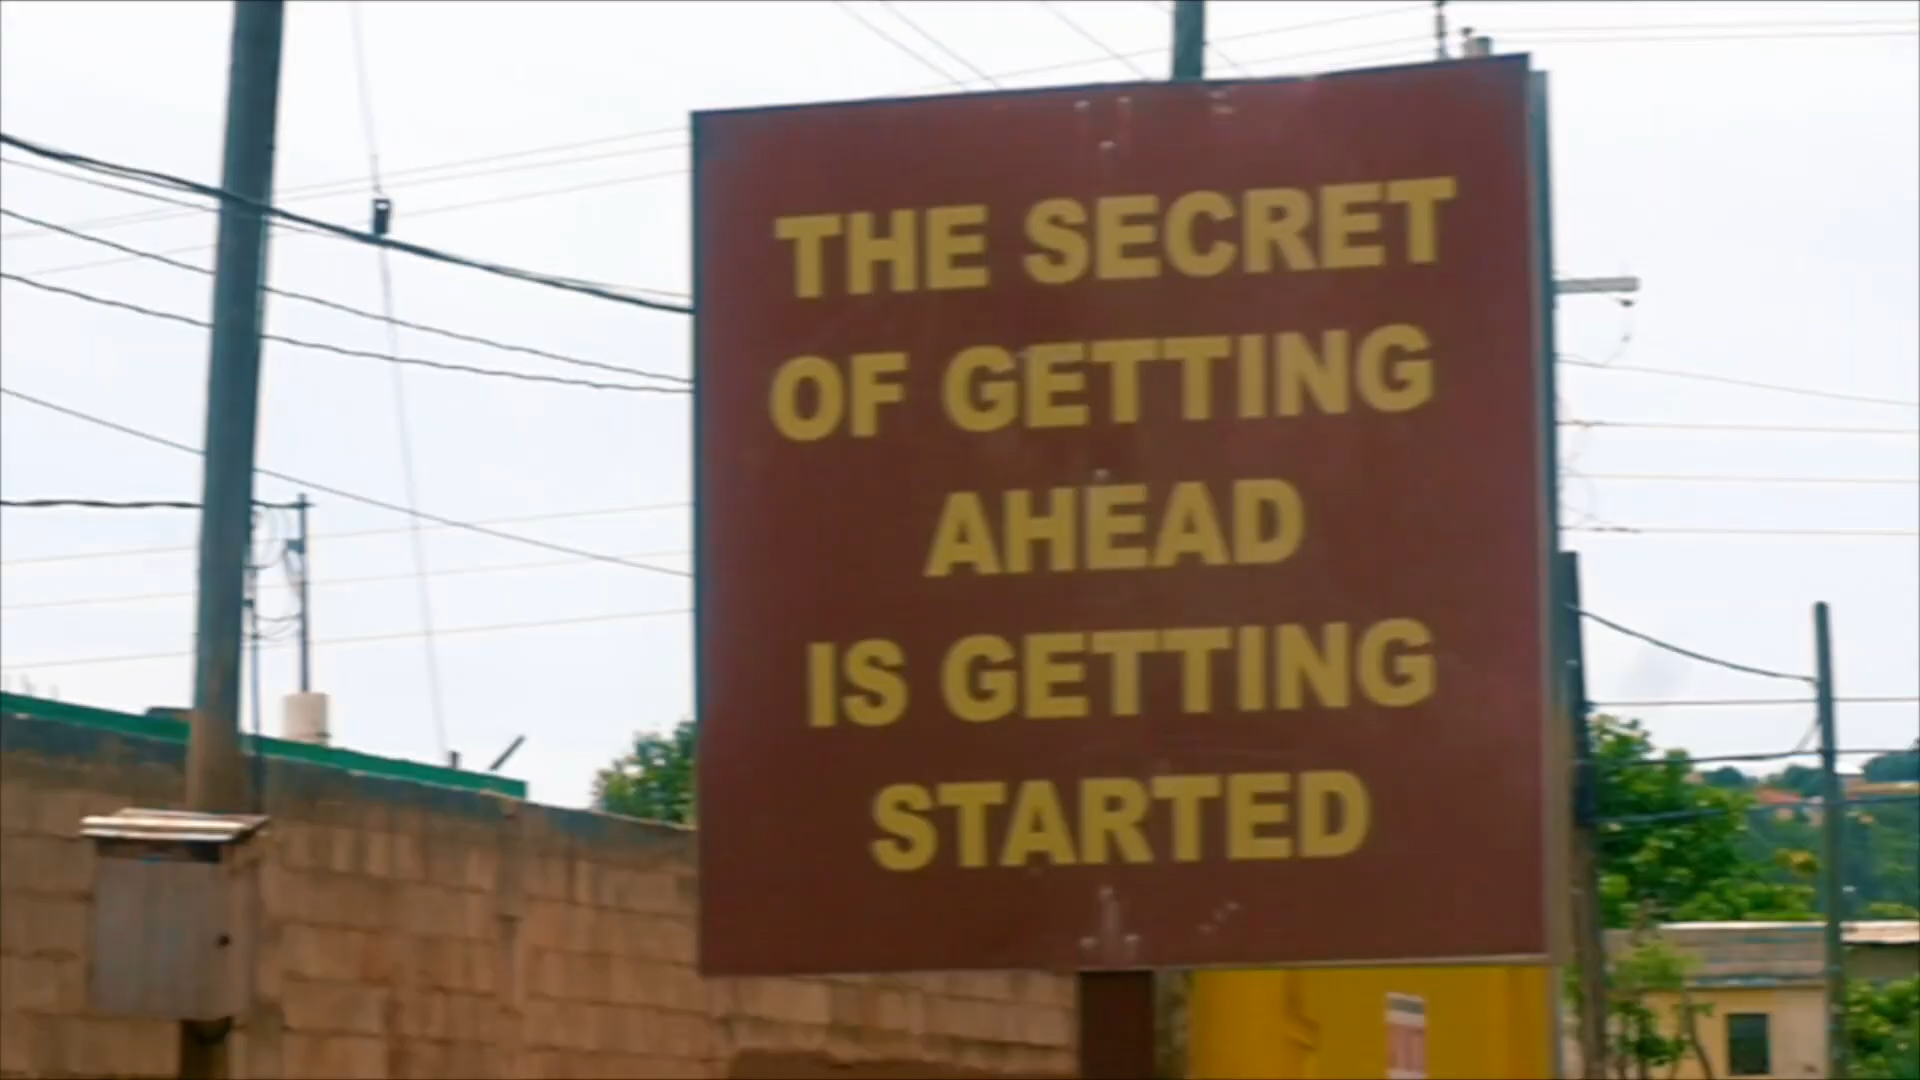 THE SECRET
OF GETTING
AHEAD
IS GETTING
STARTED